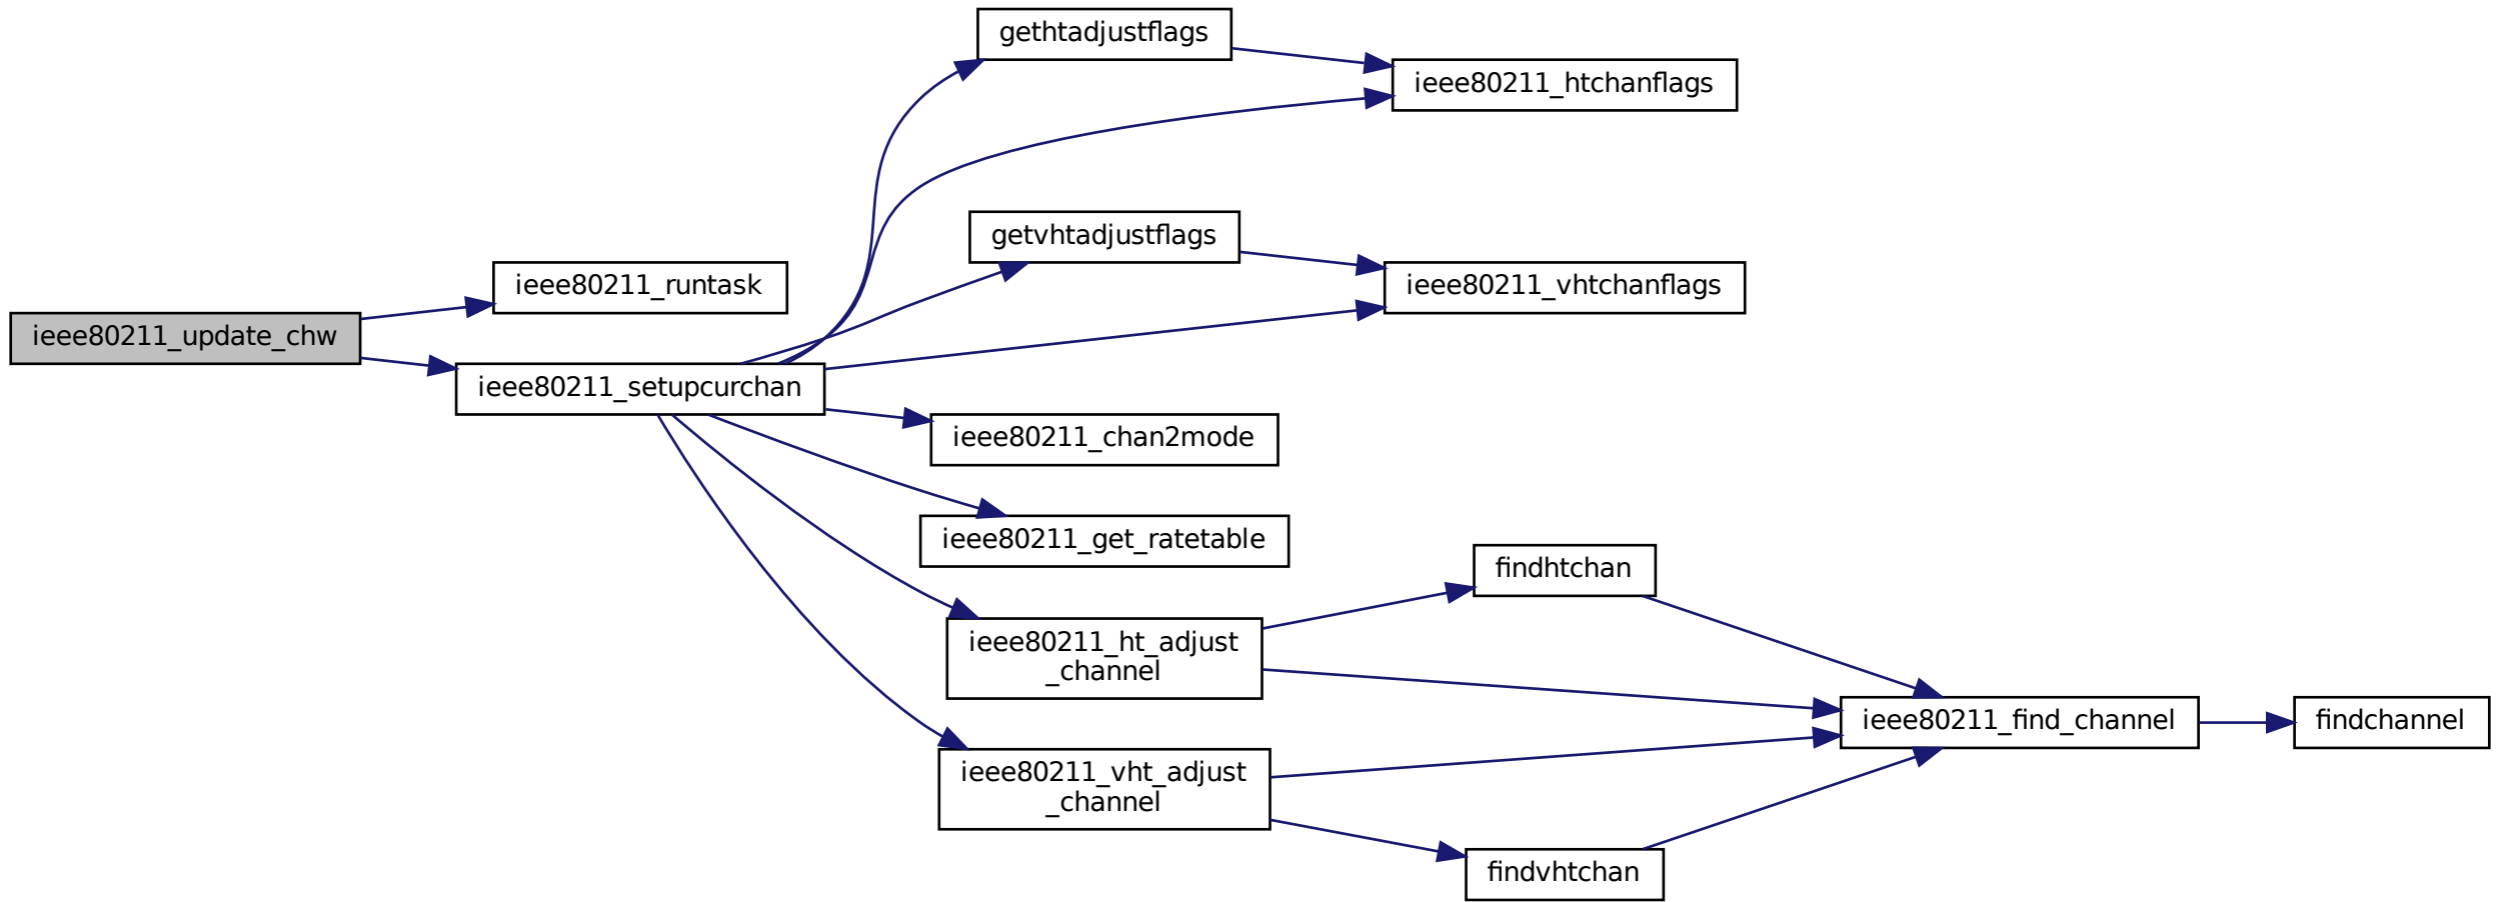 gethtadjustflags
ieee80211_htchanflags
getvhtadjustflags
ieee80211_runtask
ieee80211_vhtchanflags
ieee80211_update_chw
ieee80211_setupcurchan
ieee80211_chan2mode
ieee80211_get_ratetable
findhtchan
ieee80211_ht_adjust
_channel
ieee80211_find_channel
findchannel
ieee80211_vht_adjust
_channel
findvhtchan